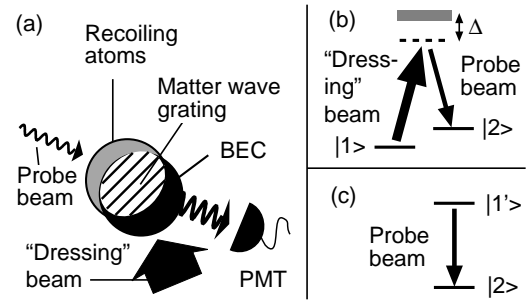 (a)
Recoiling
atoms
Matter wave
grating
BEC
Probe
beam
“Dressing”
beam
PMT
(b)
Δ
“Dress-
ing”
beam
Probe
beam
|1>
|2>
(c)
|1’>
Probe
beam
|2>